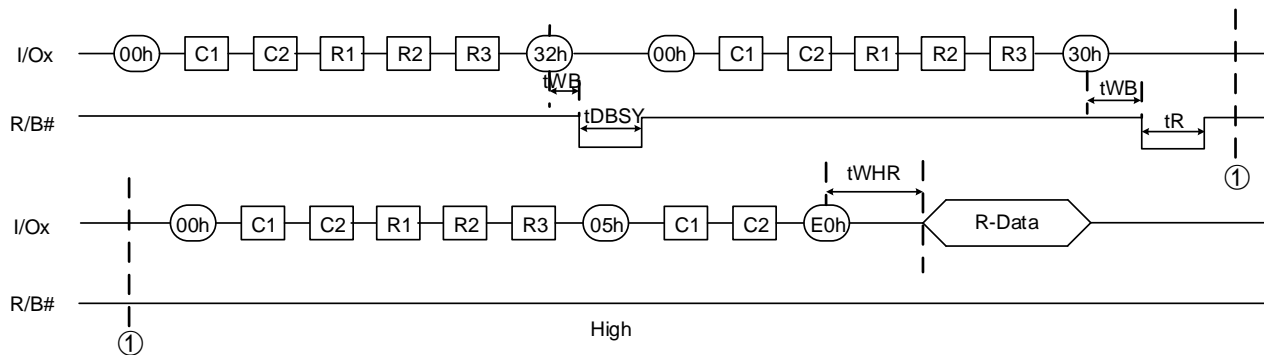 I/Ox 00h C1 C2 R1 R2 R3 32h 00h C1 C2 R1 R2 R3 30h
tWB tWB
R/B# tDBSY tR
①
tWHR
I/Ox 00h C1 C2 R1 R2 R3 05h C1 C2 E0h R-Data
R/B#
① High